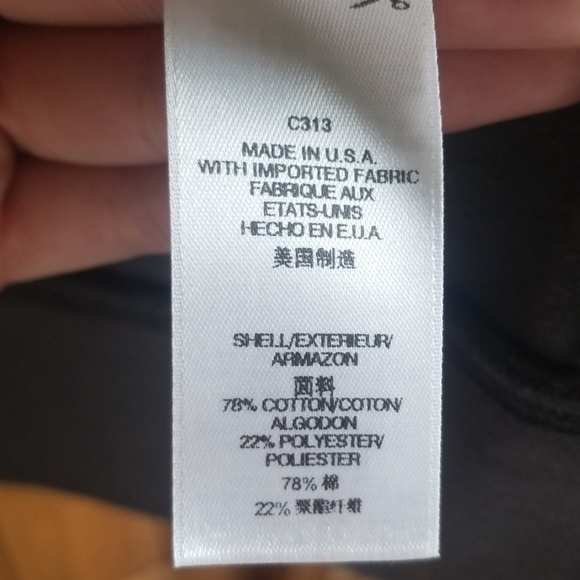 C313
MADE IN U.S.A.
WITH IMPORTED FABRIC
FABRIQUE AUX
ETATS-UNIS
HECHO EN E.U.A
美国制造
SHELL/EXTERIEUR/
ARMAZON
面料
78% COTTON/COTON/
ALGODON
22% POLYESTER/
POLIESTER
78% 棉
22% 聚酯纤维